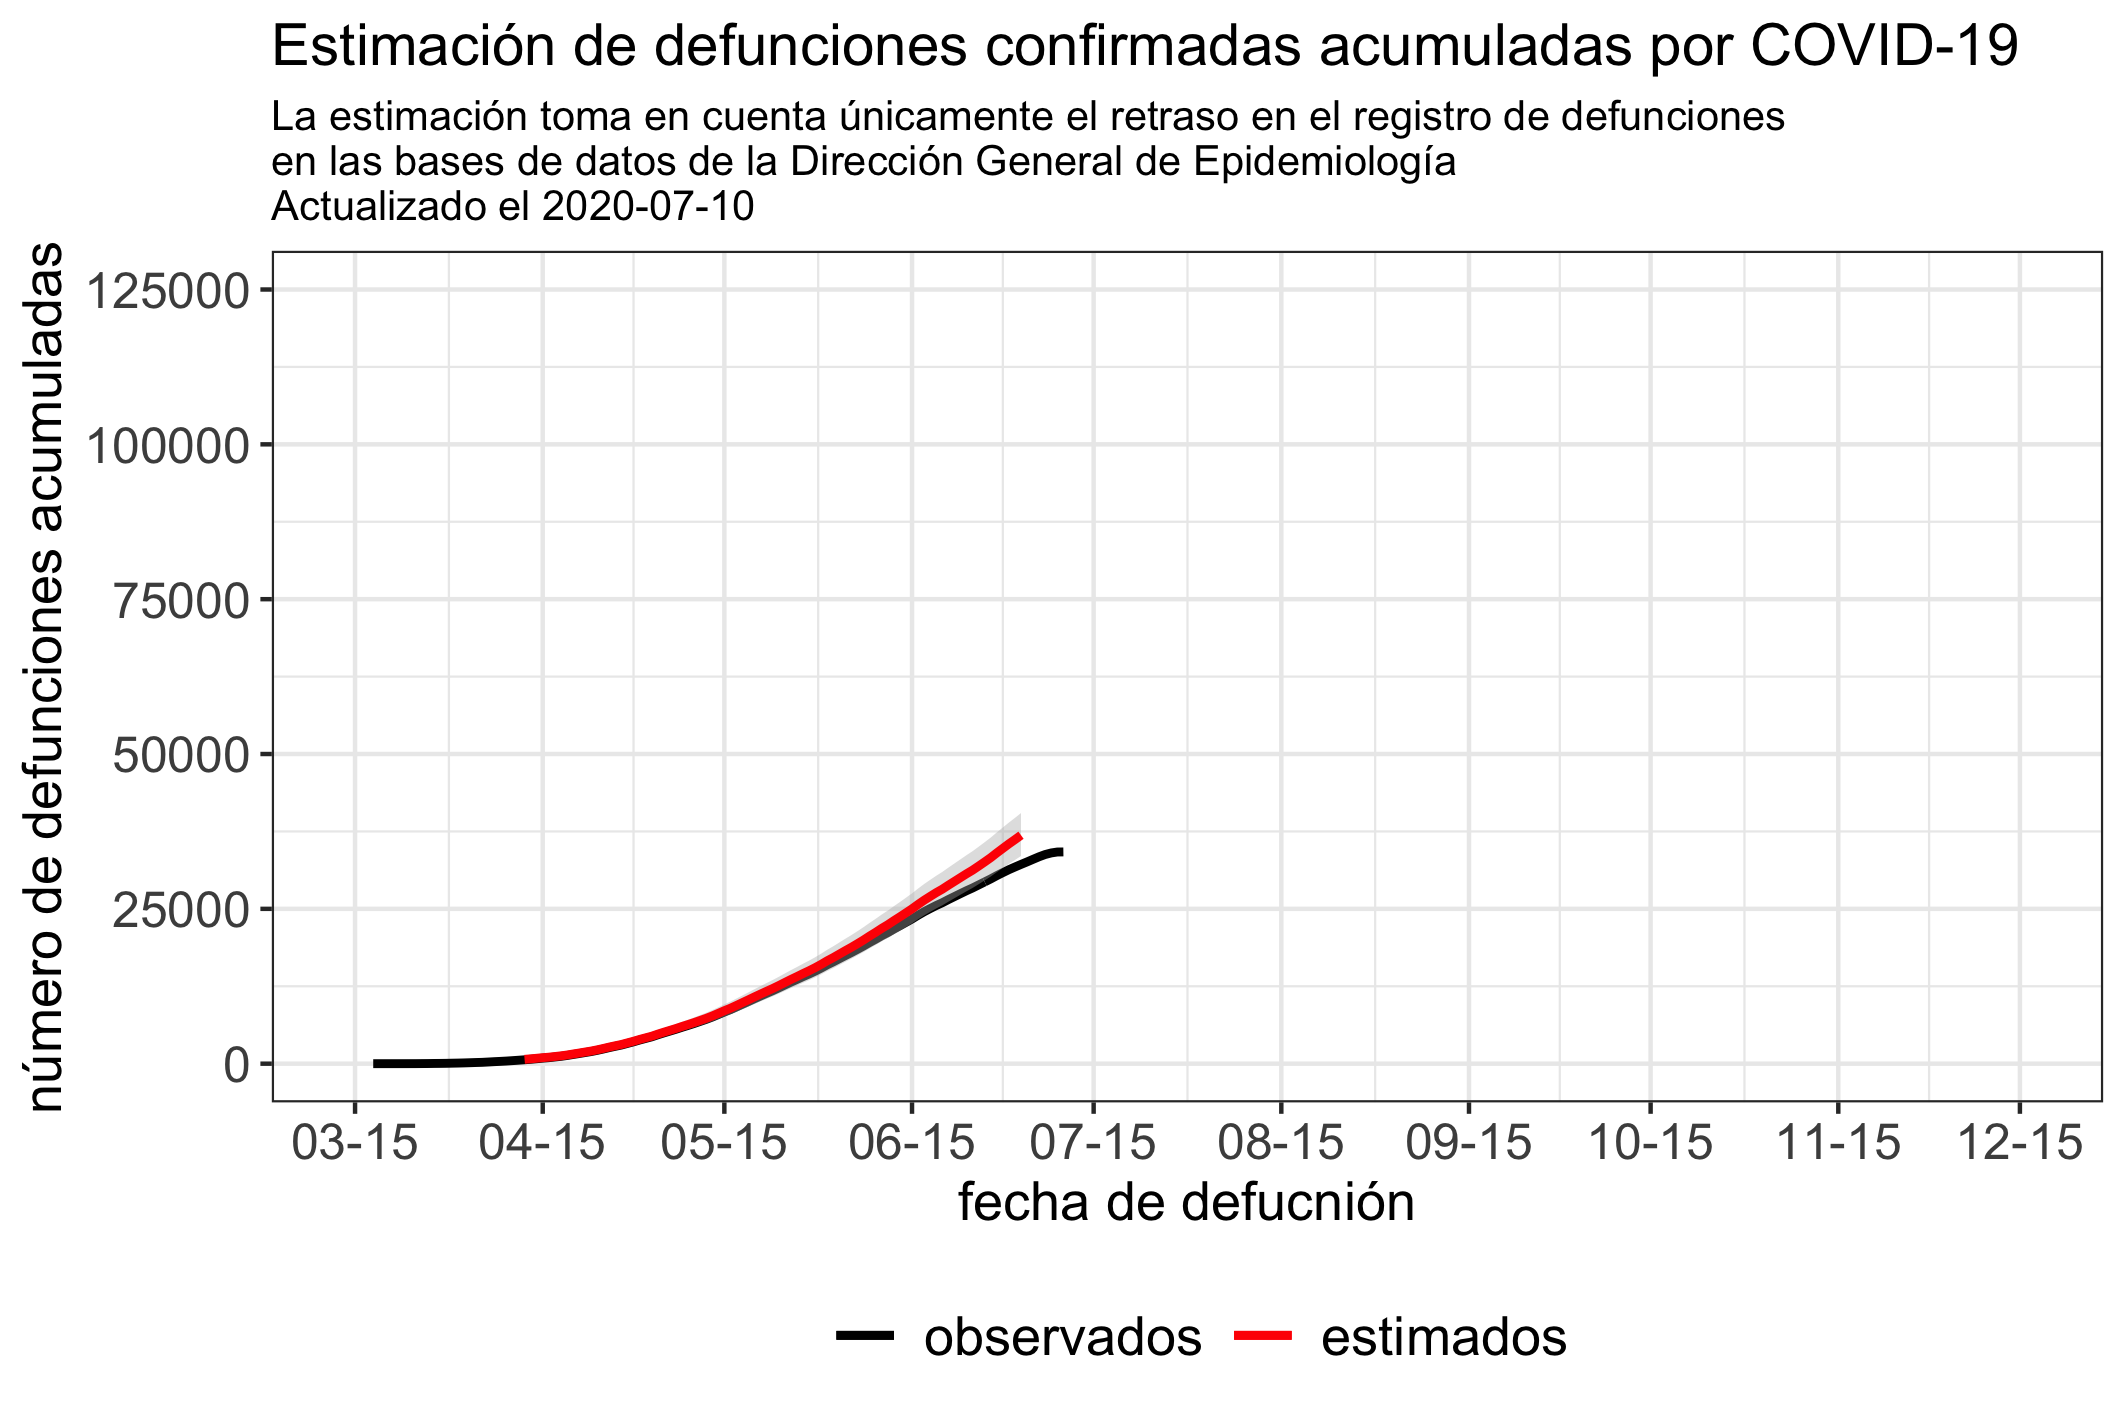 Estimación de defunciones confirmadas acumuladas por COVID-19
La estimación toma en cuenta únicamente el retraso en el registro de defunciones
en las bases de datos de la Dirección General de Epidemiología
Actualizado el 2020-07-10
número de defunciones acumuladas
125000
100000
75000
50000
25000
0
03-15 04-15 05-15 06-15 07-15 08-15 09-15 10-15 11-15 12-15
fecha de defucnión
observados estimados